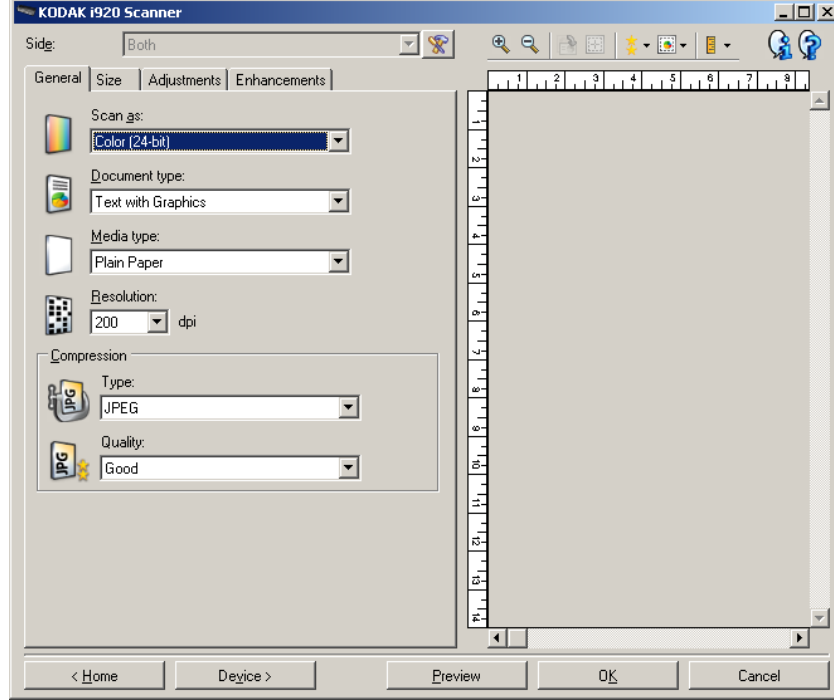 KODAK i920 Scanner
Side: Both
General Size Adjustments Enhancements
Scan as:
Color (24-bit)
Document type:
Text with Graphics
Media type:
Plain Paper
Resolution:
200 dpi
Compression
Type:
JPG JPEG
Quality:
JPG Good
1 2 3 4 5 6 7 8
1
2
3
4
5
6
7
8
9
10
11
12
13
14
< Home Device > Preview OK Cancel